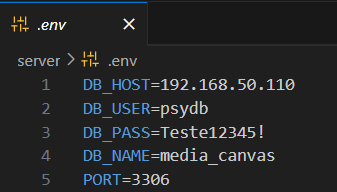 .env
server > .env
1 DB_HOST=192.168.50.110
2 DB_USER=psydb
3 DB_PASS=Teste12345!
4 DB_NAME=media_canvas
5 PORT=3306